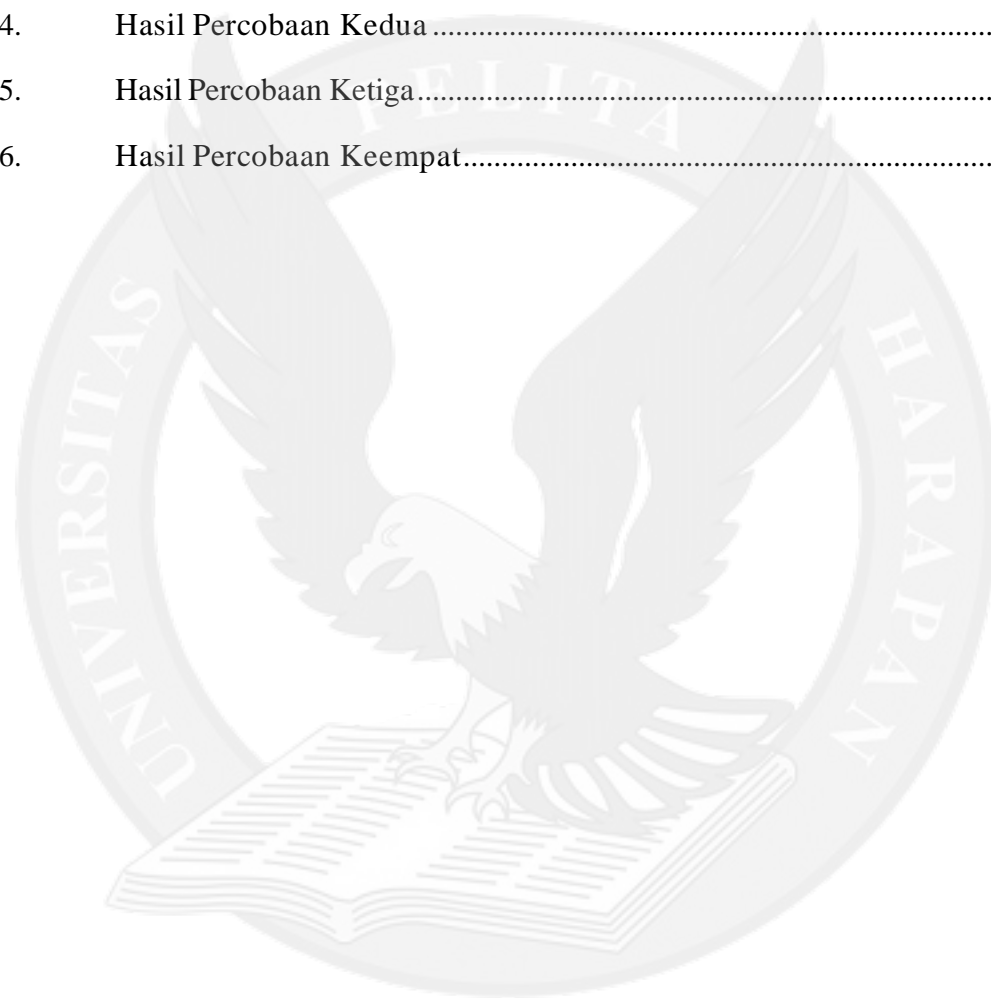 4. Hasil Percobaan Kedua ........................................................................
5. Hasil Percobaan Ketiga ........................................................................
6. Hasil Percobaan Keempat ........................................................................
UNIVERSITAS PELITA HARAPAN